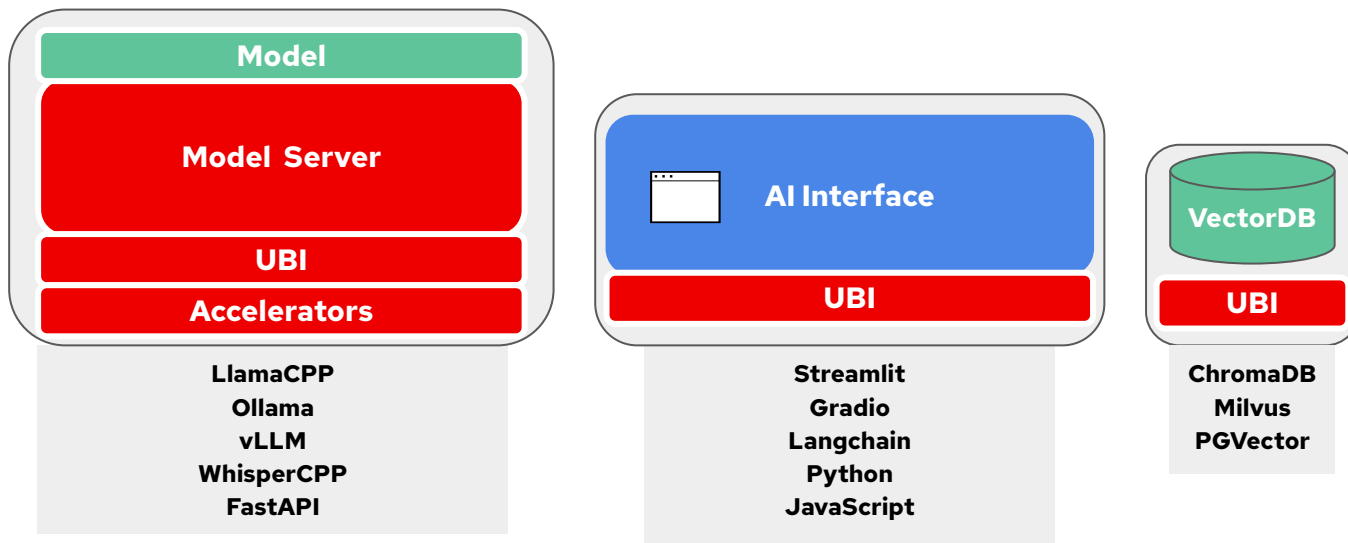 Model
Model Server
UBI
Accelerators
LlamaCPP
Ollama
vLLM
WhisperCPP
FastAPI
AI Interface
UBI
Streamlit
Gradio
Langchain
Python
JavaScript
VectorDB
UBI
ChromaDB
Milvus
PGVector